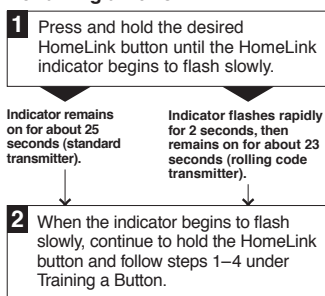 1 Press and hold the desired
HomeLink button until the HomeLink
indicator begins to flash slowly.
Indicator remains
on for about 25
seconds (standard
transmitter).
Indicator flashes rapidly
for 2 seconds, then
remains on for about 23
seconds (rolling code
transmitter).
2 When the indicator begins to flash
slowly, continue to hold the HomeLink
button and follow steps 1–4 under
Training a Button.